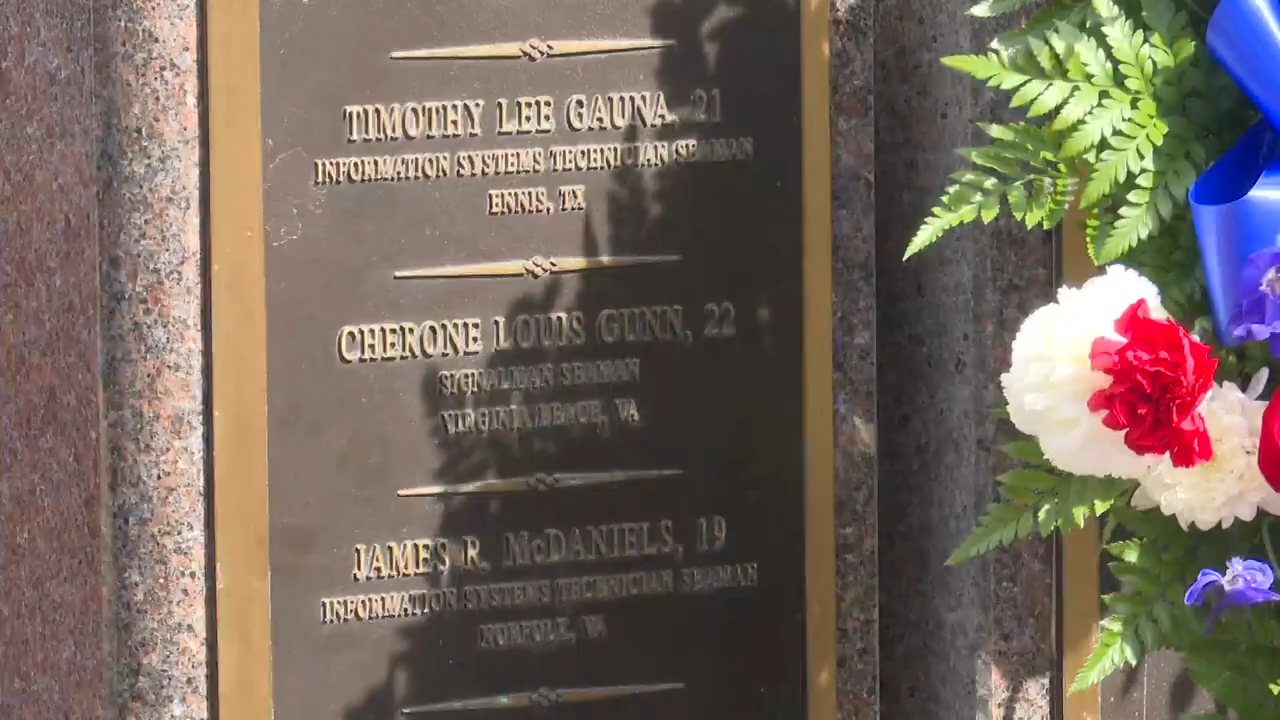 TIMOTHY LEE GAUNA, 21
INFORMATION SYSTEMS TECHNICIAN SEAMAN
ENNIS, TX
CHERONE LOUIS GUNN, 22
SIGNALMAN SEAMAN
VIRGINIA BEACH, VA
JAMES R. McDANIELS, 19
INFORMATION SYSTEMS TECHNICIAN SEAMAN
NORFOLK, VA